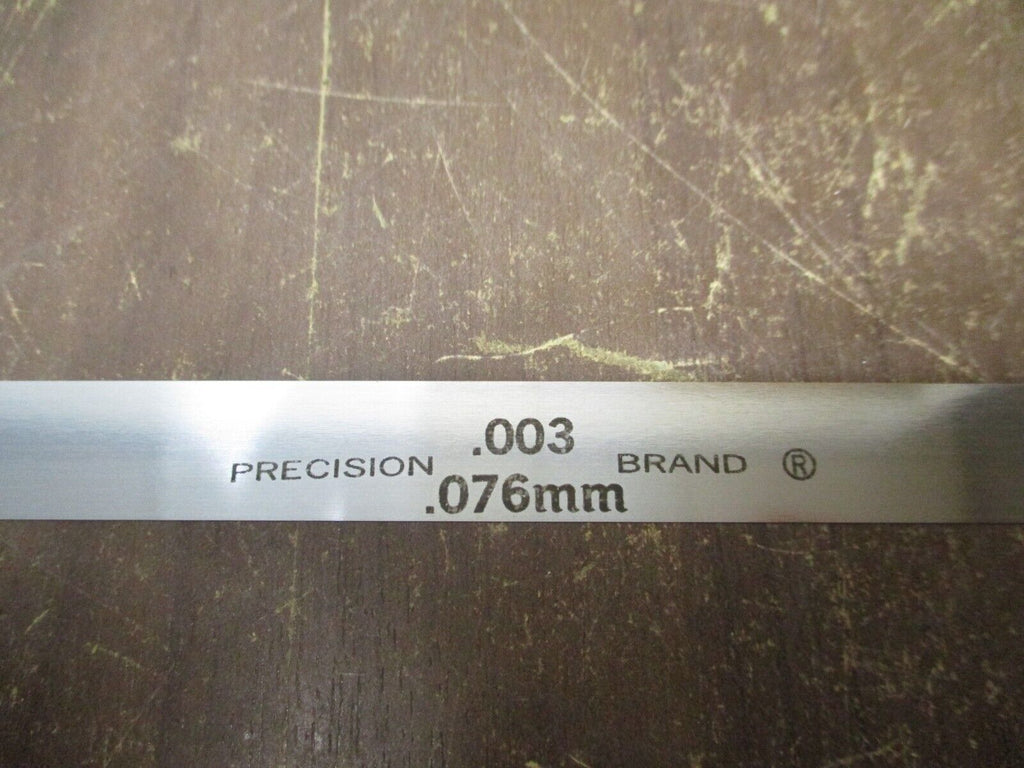 .003
PRECISION BRAND ®
.076mm